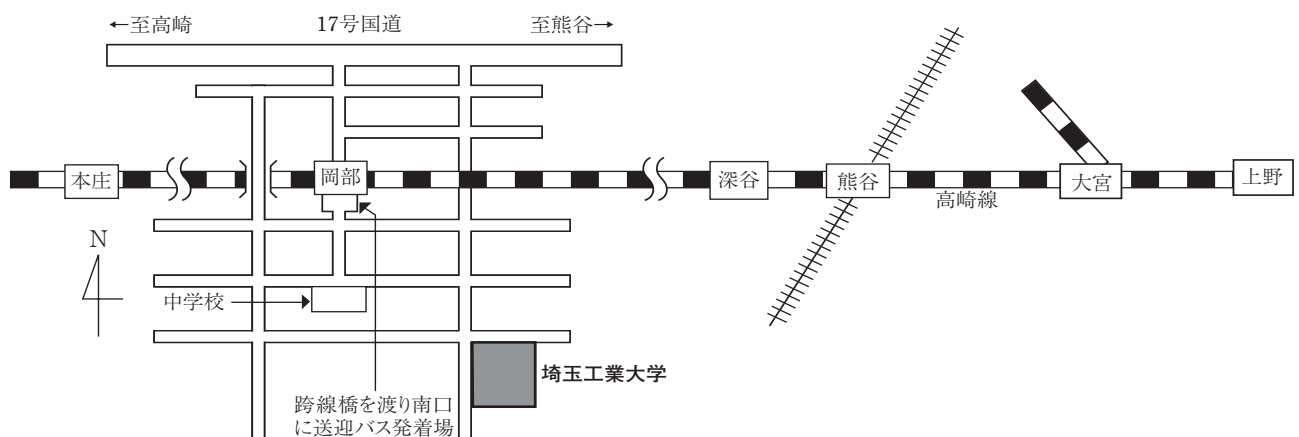 ←至高崎
17号国道
至熊谷→
本庄
岡部
深谷
熊谷
大宮
上野
高崎線
N
中学校
埼玉工業大学
跨線橋を渡り南口
に送迎バス発着場